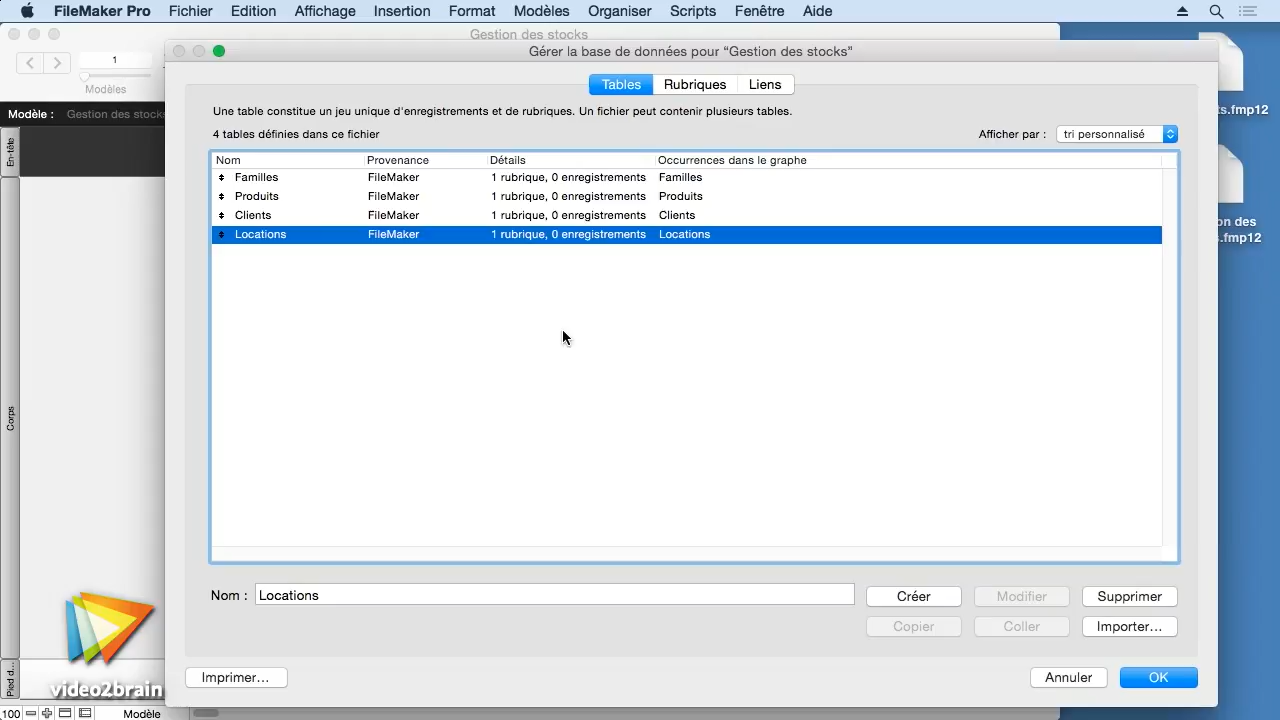 FileMaker Pro Fichier Edition Affichage Insertion Format Modèles Organiser Scripts Fenêtre Aide
Gestion des stocks
Gérer la base de données pour “Gestion des stocks”
1
Modèles
Modèle : Gestion des stocks
Tables Rubriques Liens
Une table constitue un jeu unique d'enregistrements et de rubriques. Un fichier peut contenir plusieurs tables.
4 tables définies dans ce fichier
Afficher par : tri personnalisé
Nom Provenance Détails Occurrences dans le graphe
Familles FileMaker 1 rubrique, 0 enregistrements Familles
Produits FileMaker 1 rubrique, 0 enregistrements Produits
Clients FileMaker 1 rubrique, 0 enregistrements Clients
Locations FileMaker 1 rubrique, 0 enregistrements Locations
En-tête
Corps
Pied d...
ts.fmp12
on des
s.fmp12
Nom : Locations
Créer Modifier Supprimer
Copier Coller Importer...
Imprimer... Annuler OK
video2brain
100 Modèle